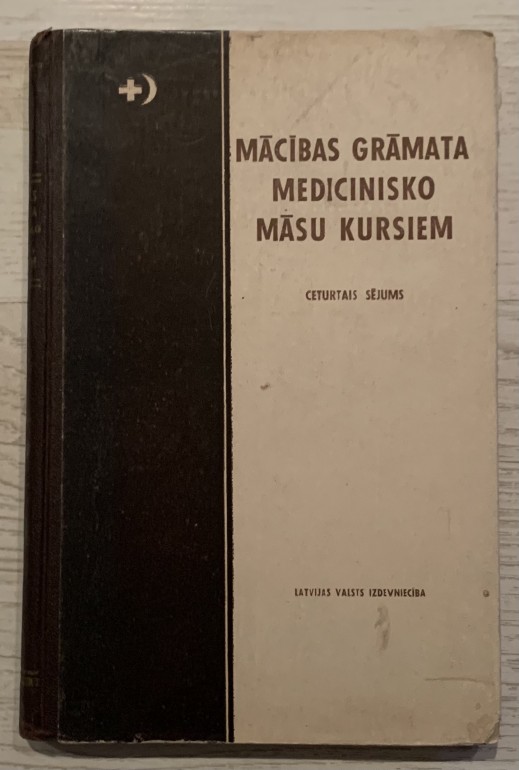 MĀCĪBAS GRĀMATA
MEDICINISKO
MĀSU KURSIEM
CETURTAIS SĒJUMS
LATVIJAS VALSTS IZDEVNIECĪBA